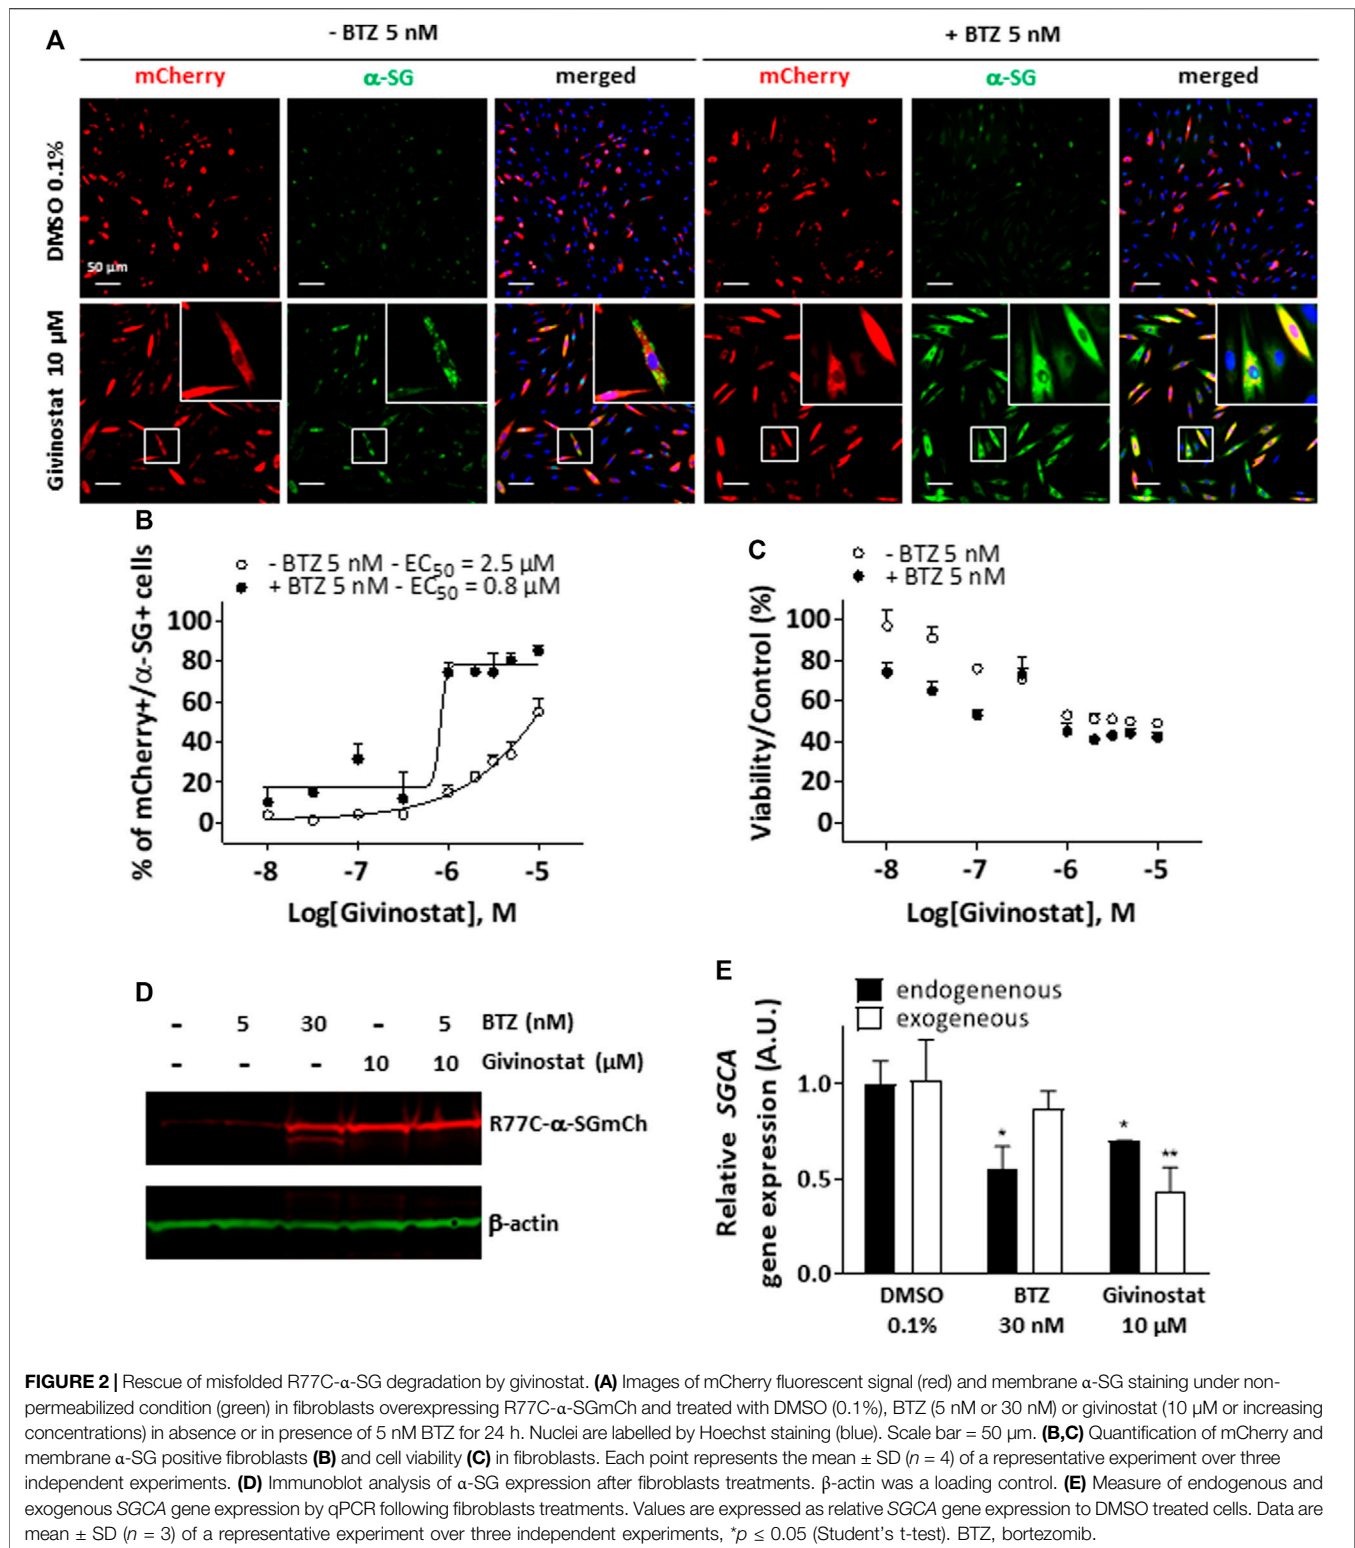 A
- BTZ 5 nM
+ BTZ 5 nM
mCherry
α-SG
merged
mCherry
α-SG
merged
DMSO 0.1%
50 µm
Givinostat 10 µM
B
- BTZ 5 nM - EC50 = 2.5 µM
+ BTZ 5 nM - EC50 = 0.8 µM
% of mCherry+/α-SG+ cells
100
80
60
40
20
0
-8 -7 -6 -5
Log[Givinostat], M
C
- BTZ 5 nM
+ BTZ 5 nM
Viability/Control (%)
100
80
60
40
20
0
-8 -7 -6 -5
Log[Givinostat], M
D
- 5 30 - 5 BTZ (nM)
- - - 10 10 Givinostat (µM)
R77C-α-SGmCh
β-actin
E
endogenenous
exogeneous
Relative SGCA
gene expression (A.U.)
1.0
0.5
0.0
*
*
**
DMSO BTZ Givinostat
0.1% 30 nM 10 µM
FIGURE 2 | Rescue of misfolded R77C-α-SG degradation by givinostat. (A) Images of mCherry fluorescent signal (red) and membrane α-SG staining under non-
permeabilized condition (green) in fibroblasts overexpressing R77C-α-SGmCh and treated with DMSO (0.1%), BTZ (5 nM or 30 nM) or givinostat (10 µM or increasing
concentrations) in absence or in presence of 5 nM BTZ for 24 h. Nuclei are labelled by Hoechst staining (blue). Scale bar = 50 µm. (B,C) Quantification of mCherry and
membrane α-SG positive fibroblasts (B) and cell viability (C) in fibroblasts. Each point represents the mean ± SD (n = 4) of a representative experiment over three
independent experiments. (D) Immunoblot analysis of α-SG expression after fibroblasts treatments. β-actin was a loading control. (E) Measure of endogenous and
exogenous SGCA gene expression by qPCR following fibroblasts treatments. Values are expressed as relative SGCA gene expression to DMSO treated cells. Data are
mean ± SD (n = 3) of a representative experiment over three independent experiments, *p ≤ 0.05 (Student's t-test). BTZ, bortezomib.